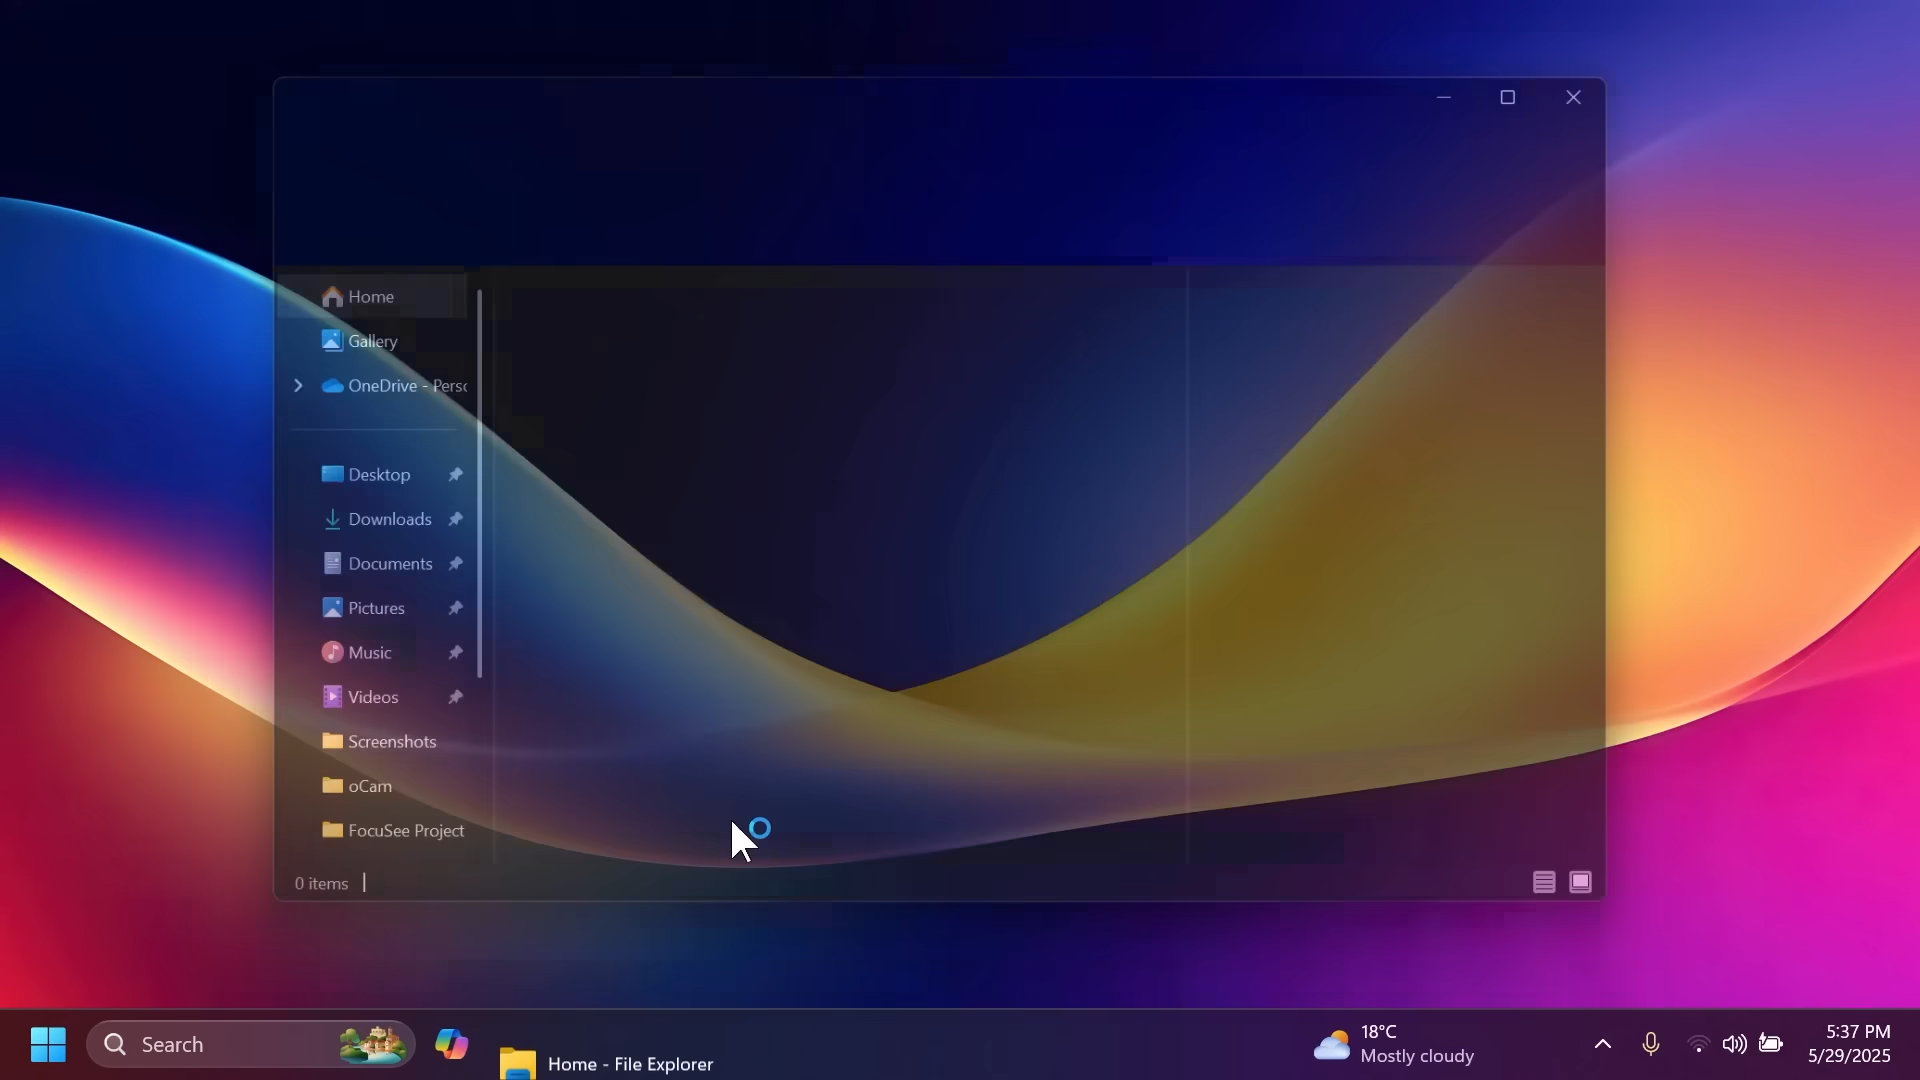 Home
Gallery
OneDrive - Persc
Desktop
Downloads
Documents
Pictures
Music
Videos
Screenshots
oCam
FocuSee Project
0 items
Search
Home - File Explorer
18°C
Mostly cloudy
5:37 PM
5/29/2025